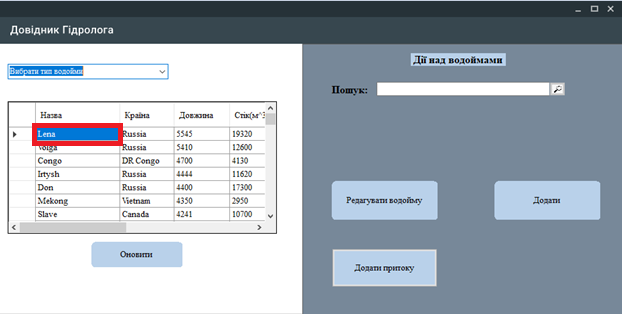 Довідник Гідролога
Вибрати тип водойми
Назва Країна Довжина Стік(м^3
Lena Russia 5545 19320
Volga Russia 5410 12600
Congo DR Congo 4700 4130
Irtysh Russia 4444 11620
Don Russia 4400 17300
Mekong Vietnam 4350 2950
Slave Canada 4241 10700
Оновити
Дії над водоймами
Пошук:
Редагувати водойму Додати
Додати притоку